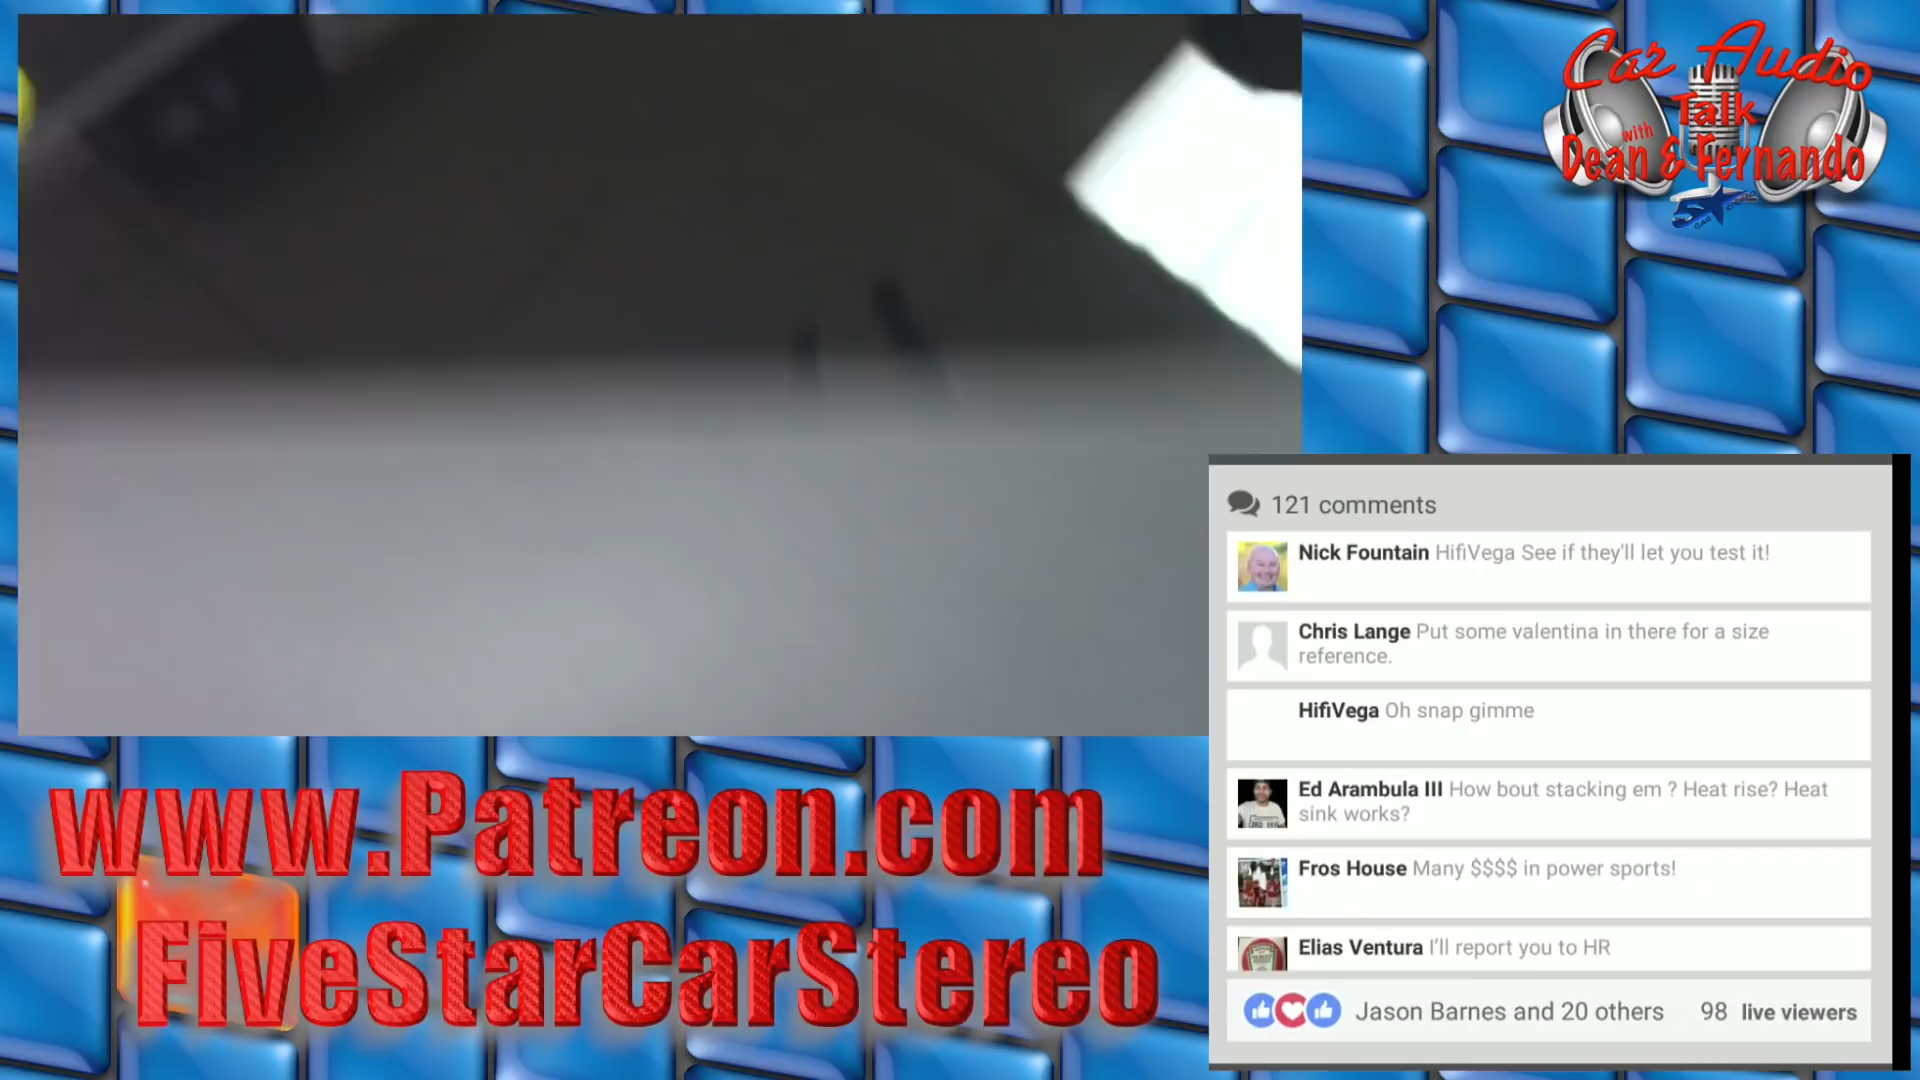 Car Audio
Talk
with
Dean & Fernando
121 comments
Nick Fountain HifiVega See if they'll let you test it!
Chris Lange Put some valentina in there for a size
reference.
HifiVega Oh snap gimme
Ed Arambula III How bout stacking em ? Heat rise? Heat
sink works?
Fros House Many $$$$ in power sports!
Elias Ventura I'll report you to HR
Jason Barnes and 20 others 98 live viewers
www.Patreon.com
FiveStarCarStereo